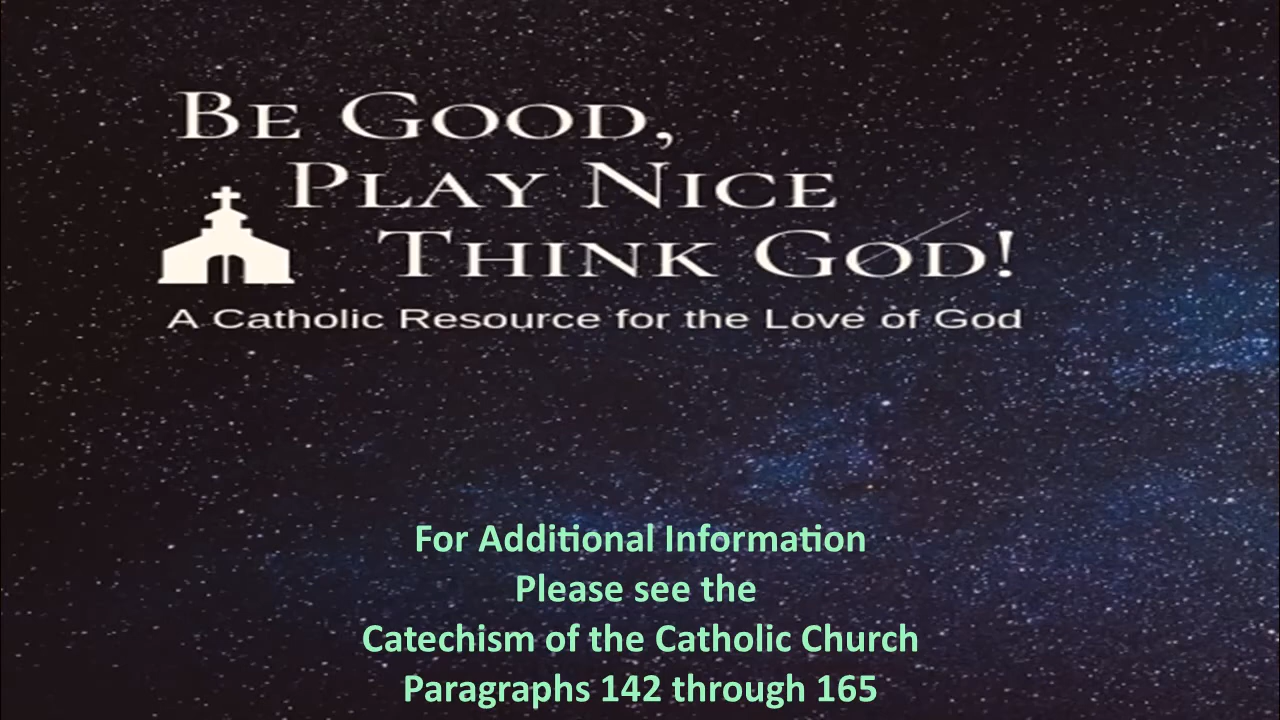 Be Good,
Play Nice
Think God!
A Catholic Resource for the Love of God
For Additional Information
Please see the
Catechism of the Catholic Church
Paragraphs 142 through 165